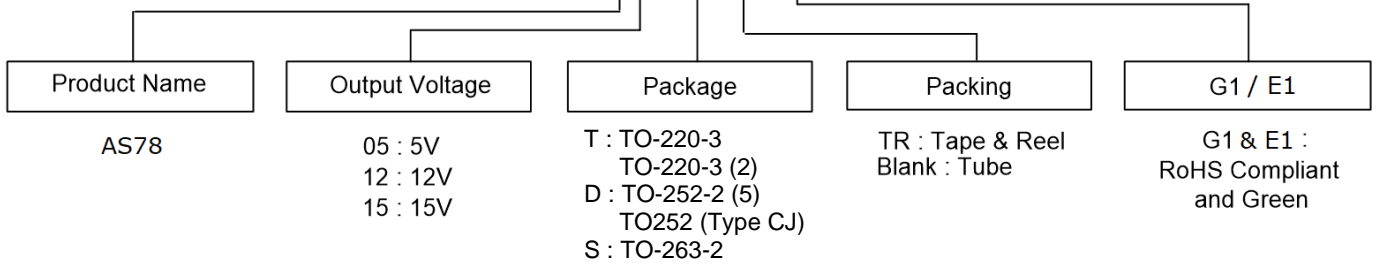 Product Name
Output Voltage
Package
Packing
G1 / E1
AS78
05 : 5V
12 : 12V
15 : 15V
T : TO-220-3
TO-220-3 (2)
D : TO-252-2 (5)
TO252 (Type CJ)
S : TO-263-2
TR : Tape & Reel
Blank : Tube
G1 & E1 :
RoHS Compliant
and Green